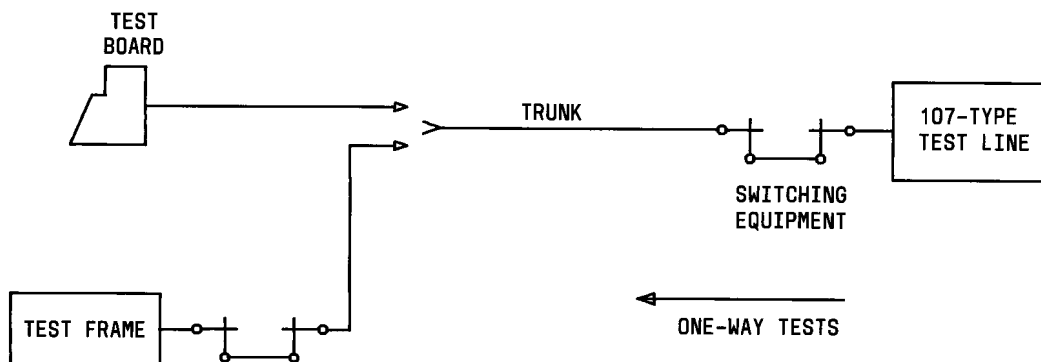 TEST
BOARD
TRUNK
107-TYPE
TEST LINE
SWITCHING
EQUIPMENT
TEST FRAME
ONE-WAY TESTS